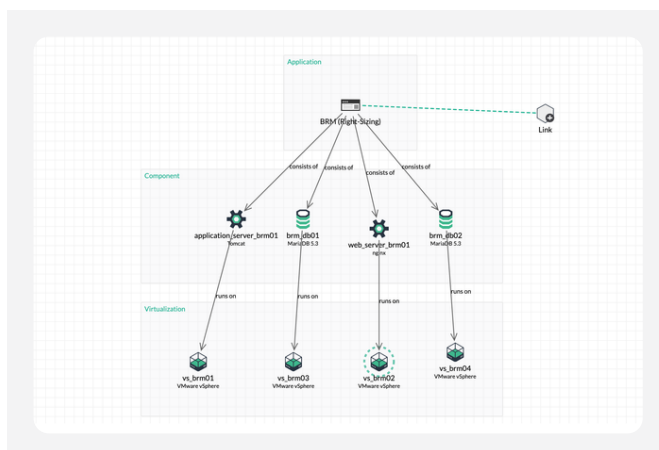 Application
BRM (Right-Sizing)
Link
consists of
consists of
consists of
consists of
Component
application_server_brm01
Tomcat
brm_db01
MariaDB 5.3
web_server_brm01
nginx
brm_db02
MariaDB 5.3
runs on
runs on
runs on
runs on
Virtualization
vs_brm01
VMware vSphere
vs_brm03
VMware vSphere
vs_brm02
VMware vSphere
vs_brm04
VMware vSphere